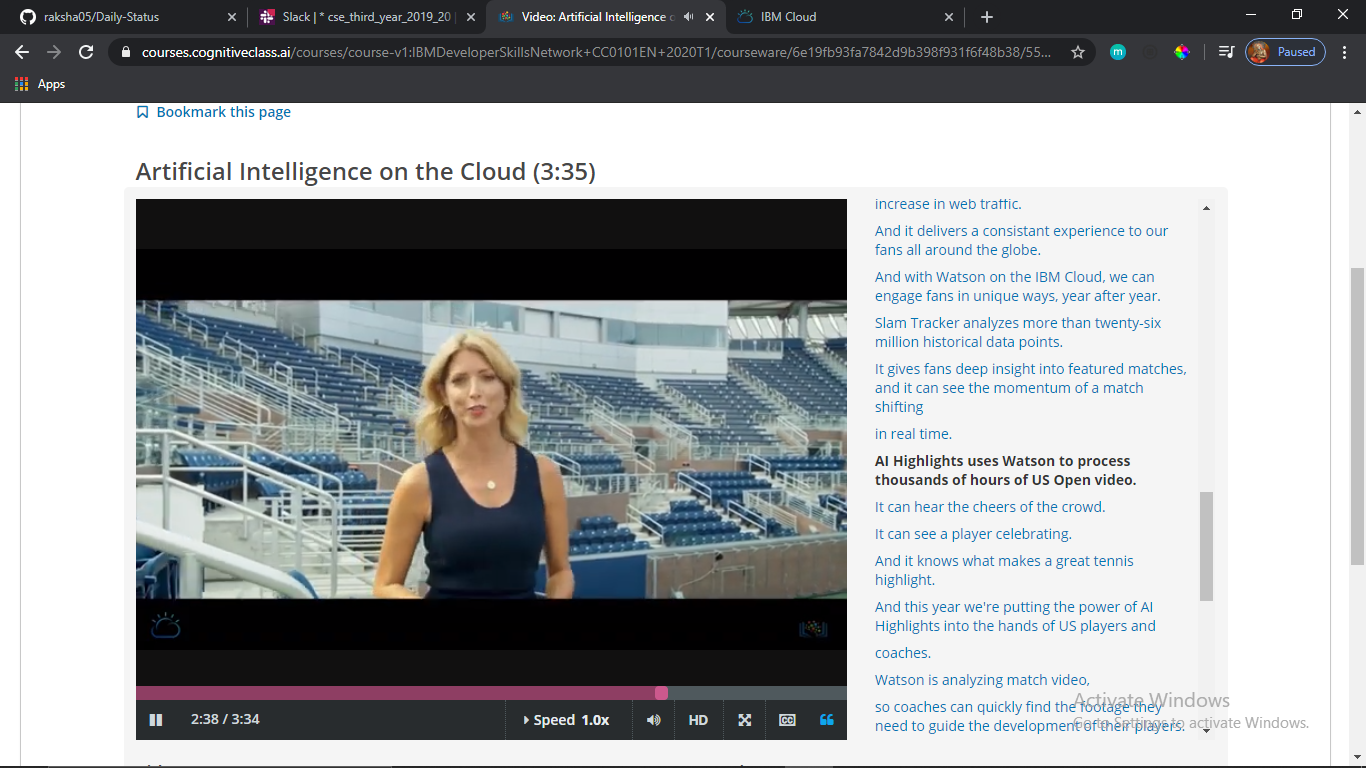 raksha05/Daily-Status
Slack | * cse_third_year_2019_20
Video: Artificial Intelligence
IBM Cloud
courses.cognitiveclass.ai/courses/course-v1:IBMDeveloperSkillsNetwork+CC0101EN+2020T1/courseware/6e19fb93fa7842d9b398f931f6f48b38/55...
m
Paused
Apps
Bookmark this page
Artificial Intelligence on the Cloud (3:35)
increase in web traffic.
And it delivers a consistant experience to our
fans all around the globe.
And with Watson on the IBM Cloud, we can
engage fans in unique ways, year after year.
Slam Tracker analyzes more than twenty-six
million historical data points.
It gives fans deep insight into featured matches,
and it can see the momentum of a match
shifting
in real time.
AI Highlights uses Watson to process
thousands of hours of US Open video.
It can hear the cheers of the crowd.
It can see a player celebrating.
And it knows what makes a great tennis
highlight.
And this year we're putting the power of AI
Highlights into the hands of US players and
coaches.
Watson is analyzing match video,
so coaches can quickly find the footage they
need to guide the development of their players.
2:38 / 3:34
Speed 1.0x
HD
CC
Activate Windows
Go to Settings to activate Windows.